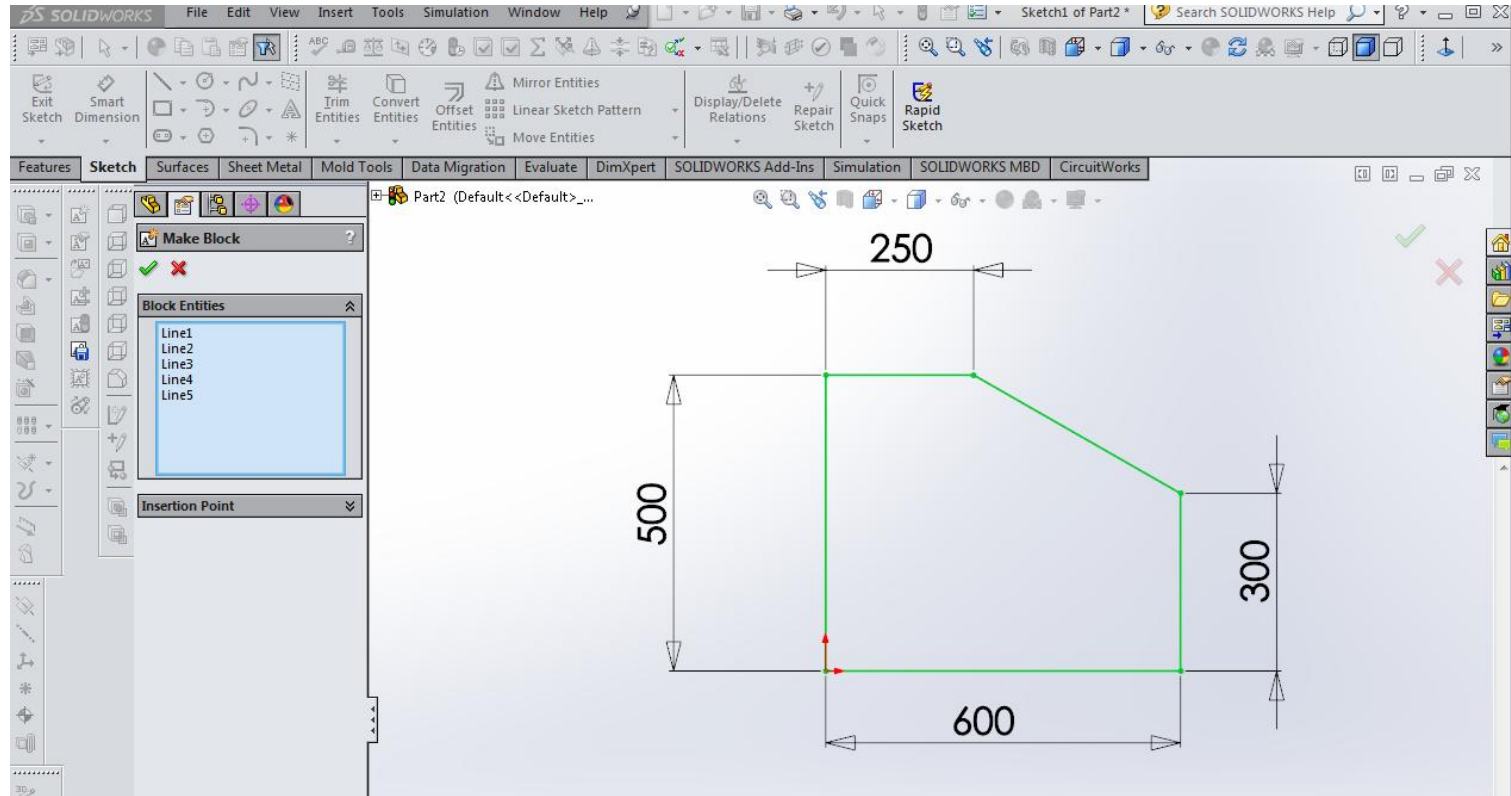 SOLIDWORKS File Edit View Insert Tools Simulation Window Help Sketch1 of Part2 * Search SOLIDWORKS Help
ABC
Exit Sketch
Smart Dimension
Trim Entities
Convert Entities
Offset Entities
Mirror Entities
Linear Sketch Pattern
Move Entities
Display/Delete Relations
Repair Sketch
Quick Snaps
Rapid Sketch
Features Sketch Surfaces Sheet Metal Mold Tools Data Migration Evaluate DimXpert SOLIDWORKS Add-Ins Simulation SOLIDWORKS MBD CircuitWorks
Part2 (Default<<Default>_...
Make Block ?
Block Entities
Line1
Line2
Line3
Line4
Line5
Insertion Point
250
500
300
600
3D